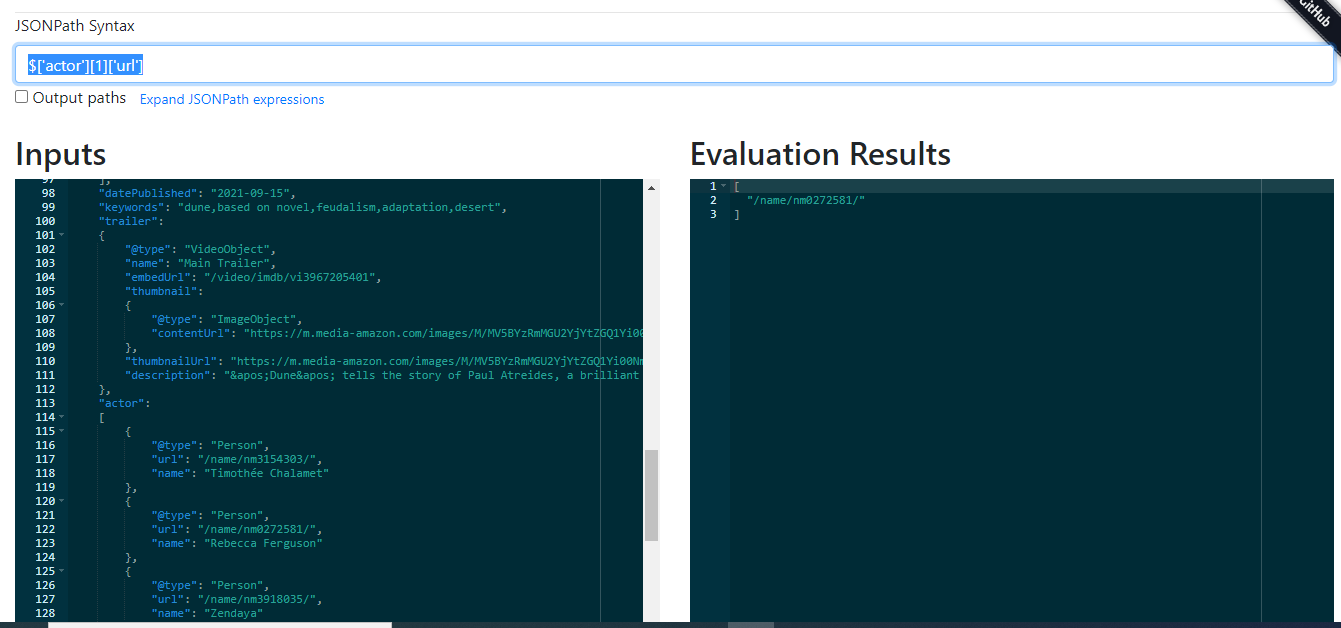 GitHub
JSONPath Syntax
$['actor'][1]['url']
Output paths Expand JSONPath expressions
Inputs
97 ],
98 "datePublished": "2021-09-15",
99 "keywords": "dune,based on novel,feudalism,adaptation,desert",
100 "trailer":
101 {
102 "@type": "VideoObject",
103 "name": "Main Trailer",
104 "embedUrl": "/video/imdb/vi3967205401",
105 "thumbnail":
106 {
107 "@type": "ImageObject",
108 "contentUrl": "https://m.media-amazon.com/images/M/MV5BYzRmMGU2YjYtZGQ1Yi00
109 },
110 "thumbnailUrl": "https://m.media-amazon.com/images/M/MV5BYzRmMGU2YjYtZGQ1Yi00Nm
111 "description": "&apos;Dune&apos; tells the story of Paul Atreides, a brilliant
112 },
113 "actor":
114 [
115 {
116 "@type": "Person",
117 "url": "/name/nm3154303/",
118 "name": "Timothée Chalamet"
119 },
120 {
121 "@type": "Person",
122 "url": "/name/nm0272581/",
123 "name": "Rebecca Ferguson"
124 },
125 {
126 "@type": "Person",
127 "url": "/name/nm3918035/",
128 "name": "Zendaya"
Evaluation Results
1 [
2 "/name/nm0272581/"
3 ]